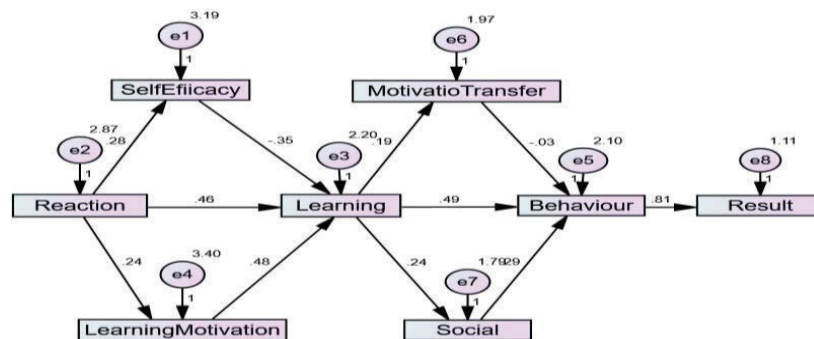 3.19
1.97
e1
e6
1
1
SelfEfiicacy
MotivatioTransfer
2.87
.28
-.35
2.20
.19
-.03
2.10
1.11
e2
e3
e5
e8
1
1
1
1
Reaction
.46
Learning
.49
Behaviour
.81
Result
.24
3.40
.48
.24
1.79
.29
e4
e7
1
1
LearningMotivation
Social